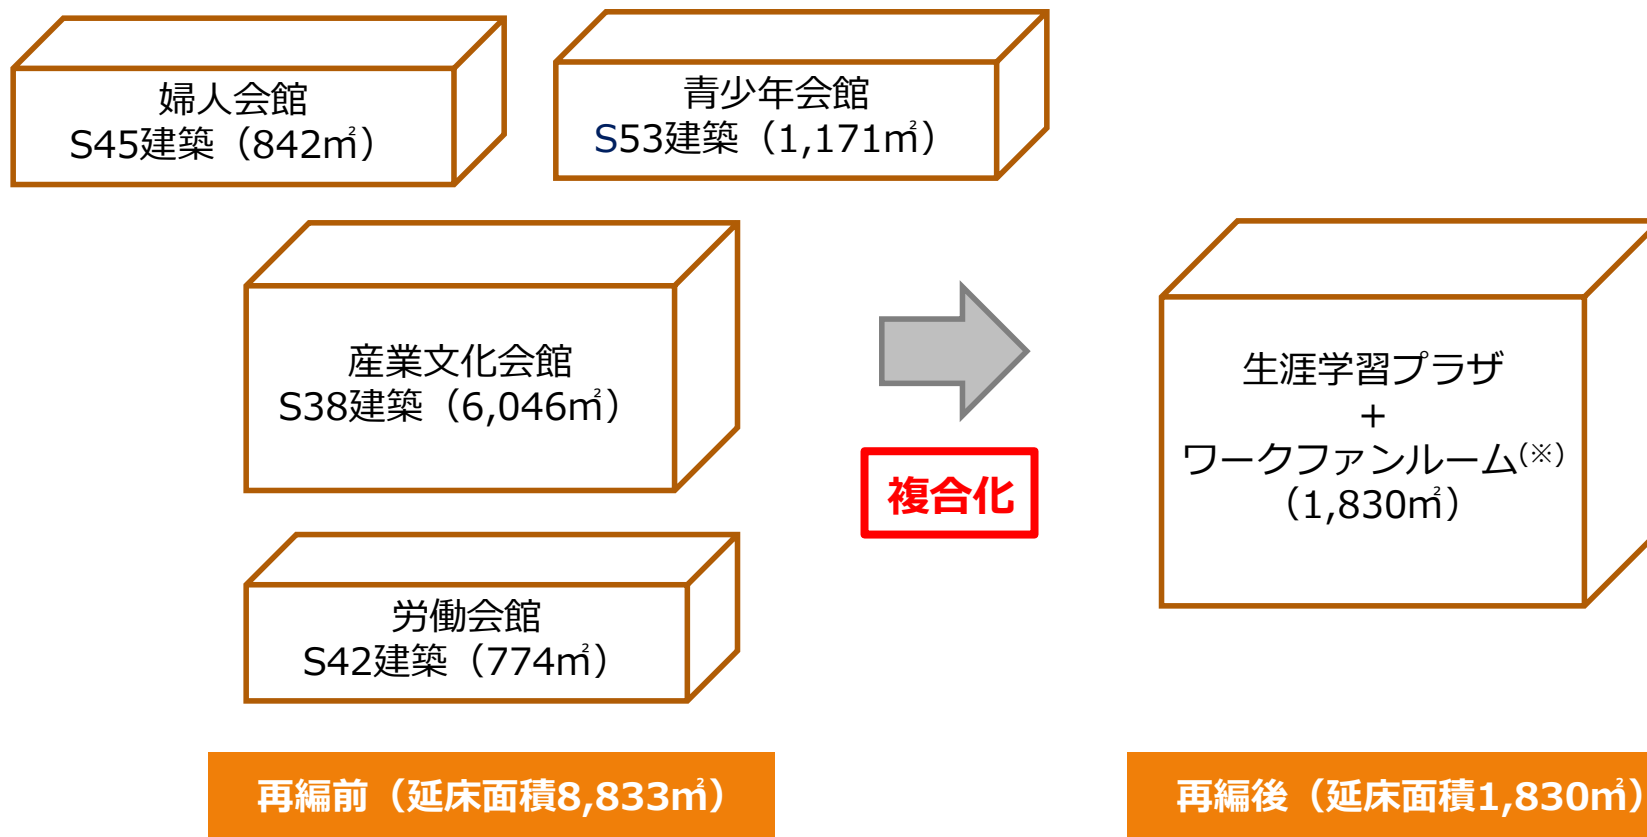 婦人会館
S45建築（842㎡）
青少年会館
S53建築（1,171㎡）
産業文化会館
S38建築（6,046㎡）
労働会館
S42建築（774㎡）
再編前（延床面積8,833㎡）
複合化
生涯学習プラザ
+
ワークファンルーム(※)
（1,830㎡）
再編後（延床面積1,830㎡）